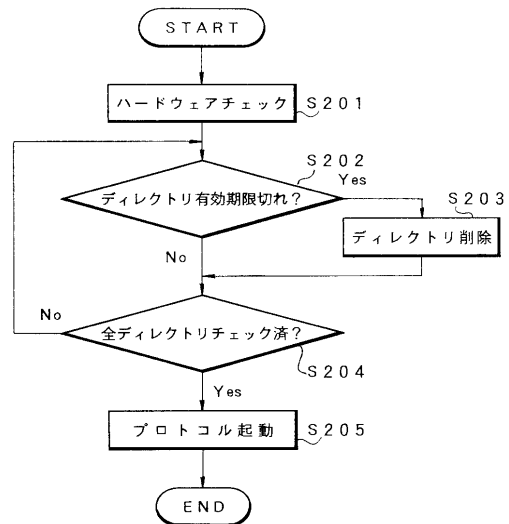 START
ハードウェアチェック
S201
S202
ディレクトリ有効期限切れ？
Yes
S203
ディレクトリ削除
No
No
全ディレクトリチェック済？
S204
Yes
プロトコル起動
S205
END